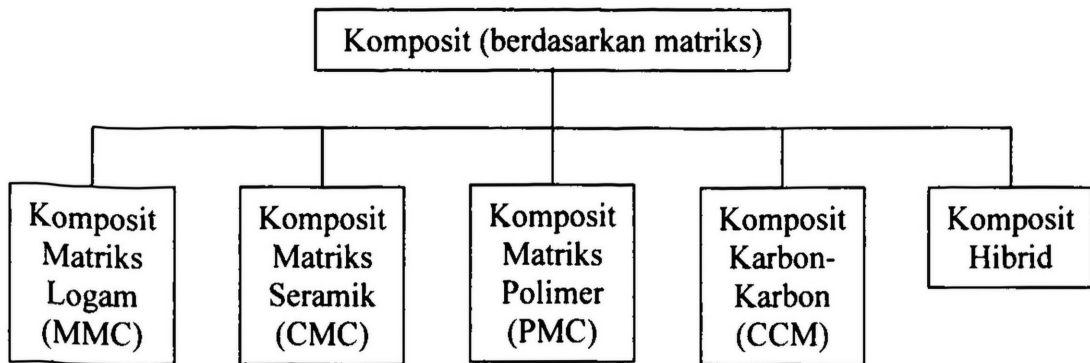 Komposit (berdasarkan matriks)
Komposit
Matriks
Logam
(MMC)
Komposit
Matriks
Seramik
(CMC)
Komposit
Matriks
Polimer
(PMC)
Komposit
Karbon-
Karbon
(CCM)
Komposit
Hibrid